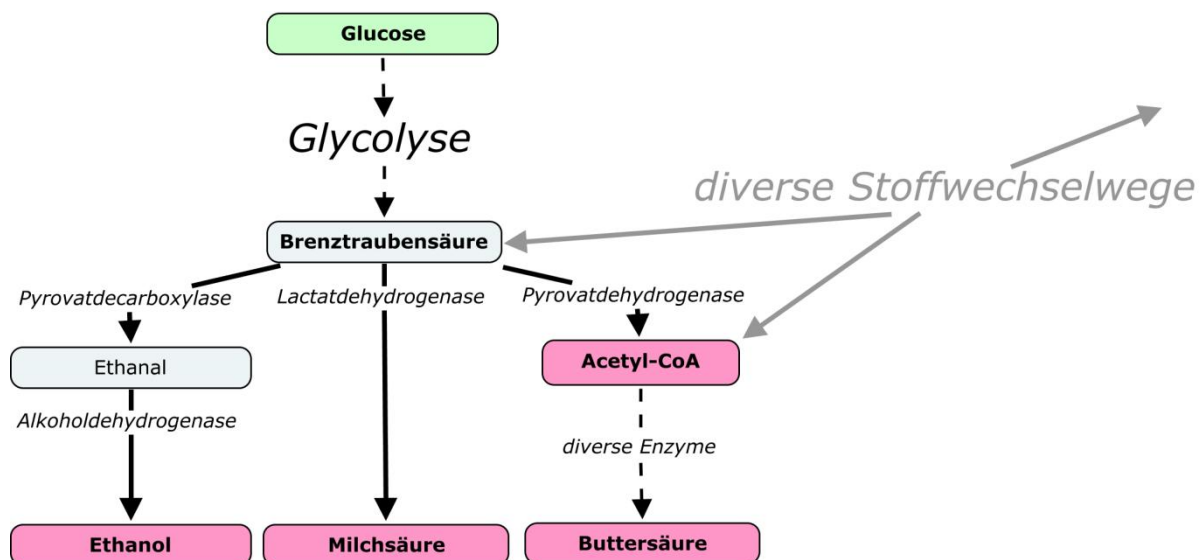 Glucose
Glycolyse
diverse Stoffwechselwege
Brenztraubensäure
Pyrovatdecarboxylase
Lactatdehydrogenase
Pyrovatdehydrogenase
Ethanal
Acetyl-CoA
Alkoholdehydrogenase
diverse Enzyme
Ethanol
Milchsäure
Buttersäure